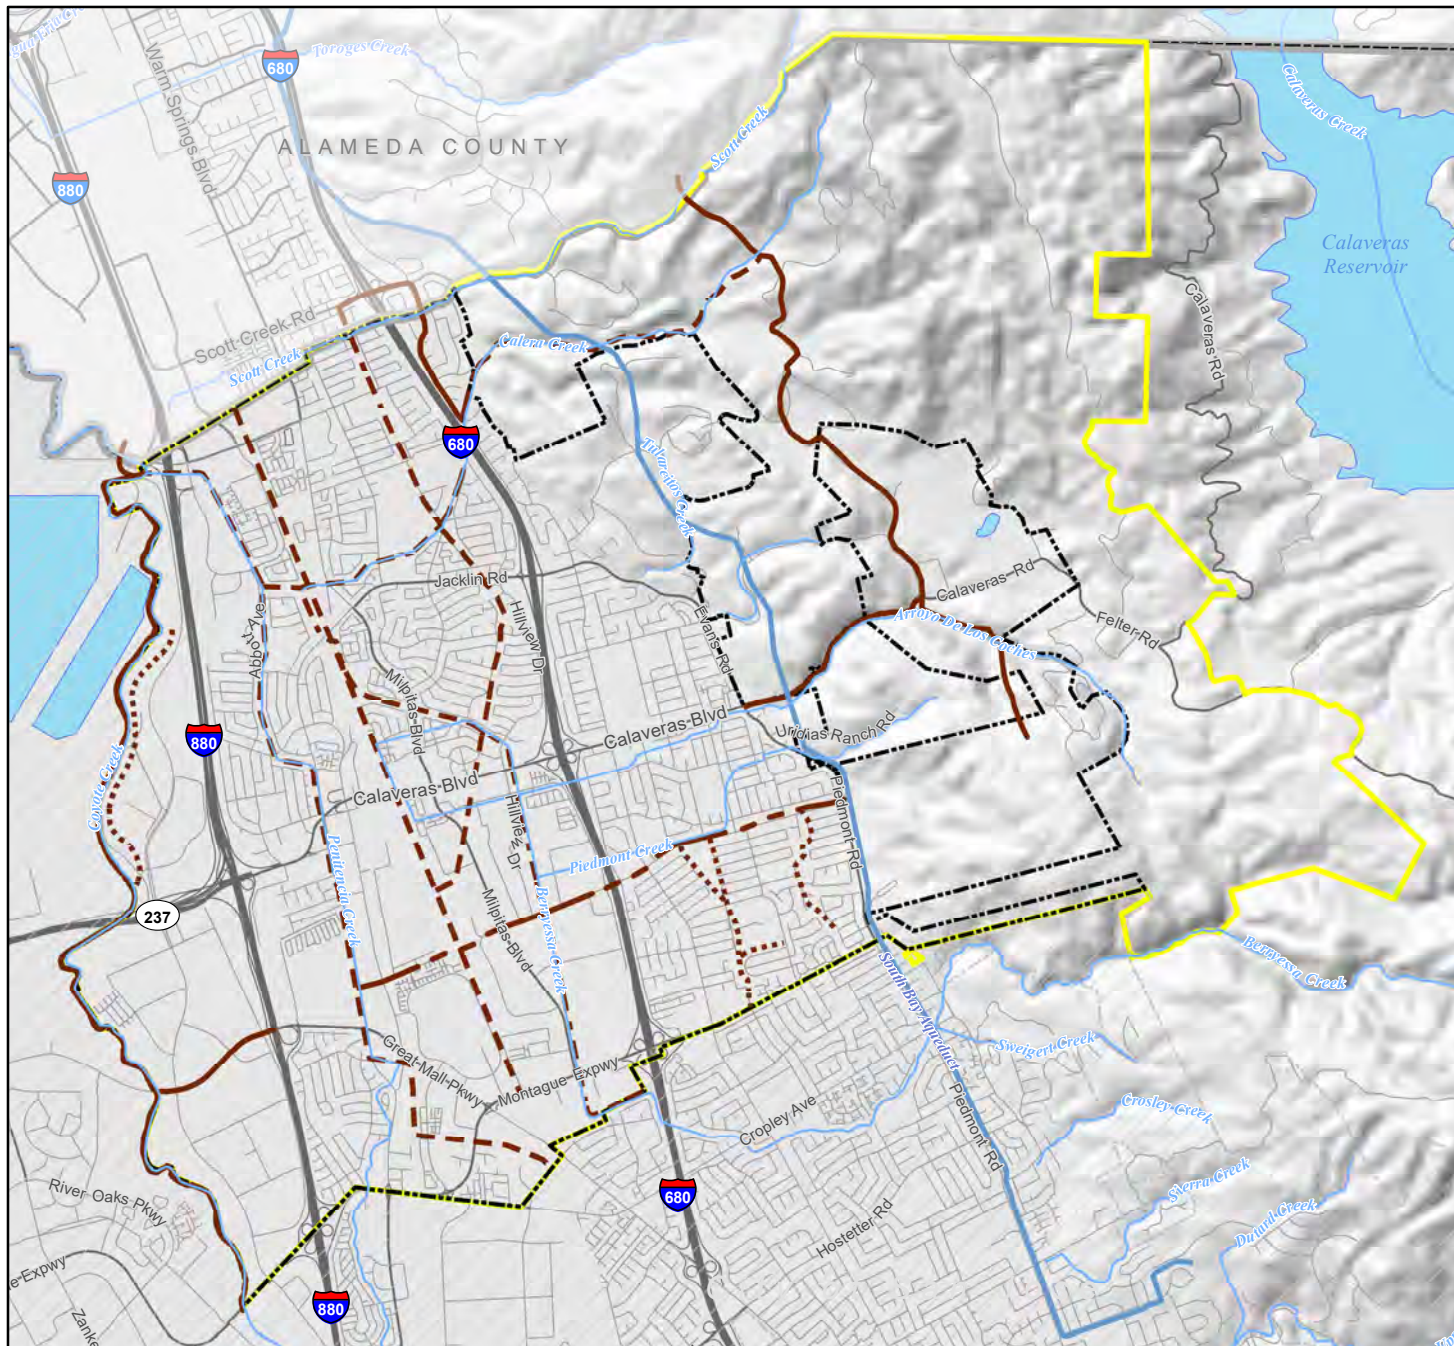 Toroges Creek
680
Warm Springs Blvd
ALAMEDA COUNTY
880
Scott Creek
Calaveras Creek
Calaveras
Reservoir
Calaveras Rd
Scott Creek Rd
Scott Creek
Calera Creek
680
Tularcitos Creek
Jacklin Rd
Calaveras Rd
Arroyo De Los Coches
Felter Rd
Abbott Ave
Hillview Dr
Evans Rd
Milpitas Blvd
Calaveras Blvd
Uridias Ranch Rd
880
Coyote Creek
Calaveras Blvd
Hillview Dr
Piedmont Rd
Penitencia Creek
Piedmont Creek
Milpitas Blvd
Berryessa Creek
237
Berryessa Creek
South Bay Aqueduct
Sweigert Creek
Great Mall Pkwy
Montague Expwy
Cropley Ave
Piedmont Rd
Crosley Creek
Sierra Creek
River Oaks Pkwy
680
Hostetter Rd
Dutard Creek
e Expwy
880
Zanke